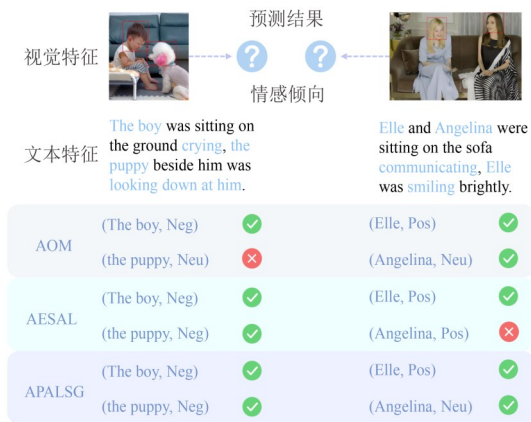 预测结果
视觉特征
? ?
情感倾向
文本特征
The boy was sitting on
the ground crying, the
puppy beside him was
looking down at him.
Elle and Angelina were
sitting on the sofa
communicating, Elle
was smiling brightly.
AOM
(The boy, Neg)
(the puppy, Neu)
(Elle, Pos)
(Angelina, Neu)
AESAL
(The boy, Neg)
(the puppy, Neg)
(Elle, Pos)
(Angelina, Pos)
APALSG
(The boy, Neg)
(the puppy, Neg)
(Elle, Pos)
(Angelina, Neu)